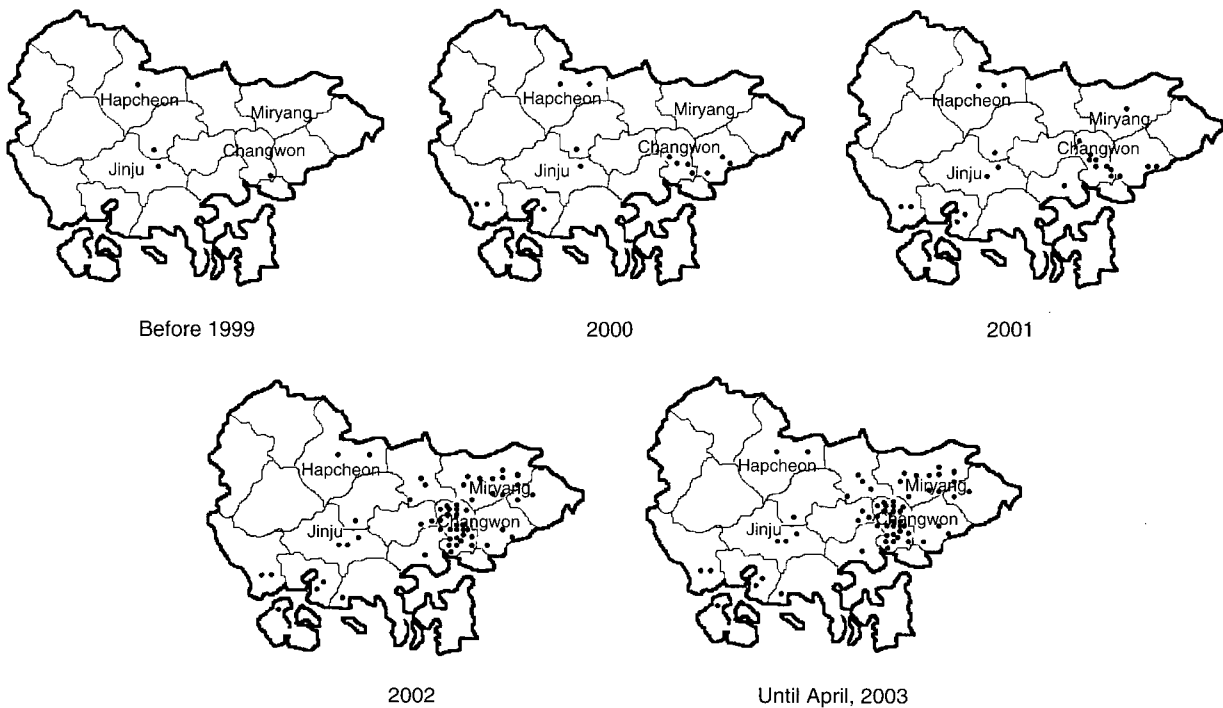 Hapcheon
Miryang
Changwon
Jinju
Before 1999
Hapcheon
Miryang
Changwon
Jinju
2000
Hapcheon
Miryang
Changwon
Jinju
2001
Hapcheon
Miryang
Changwon
Jinju
2002
Hapcheon
Miryang
Changwon
Jinju
Until April, 2003